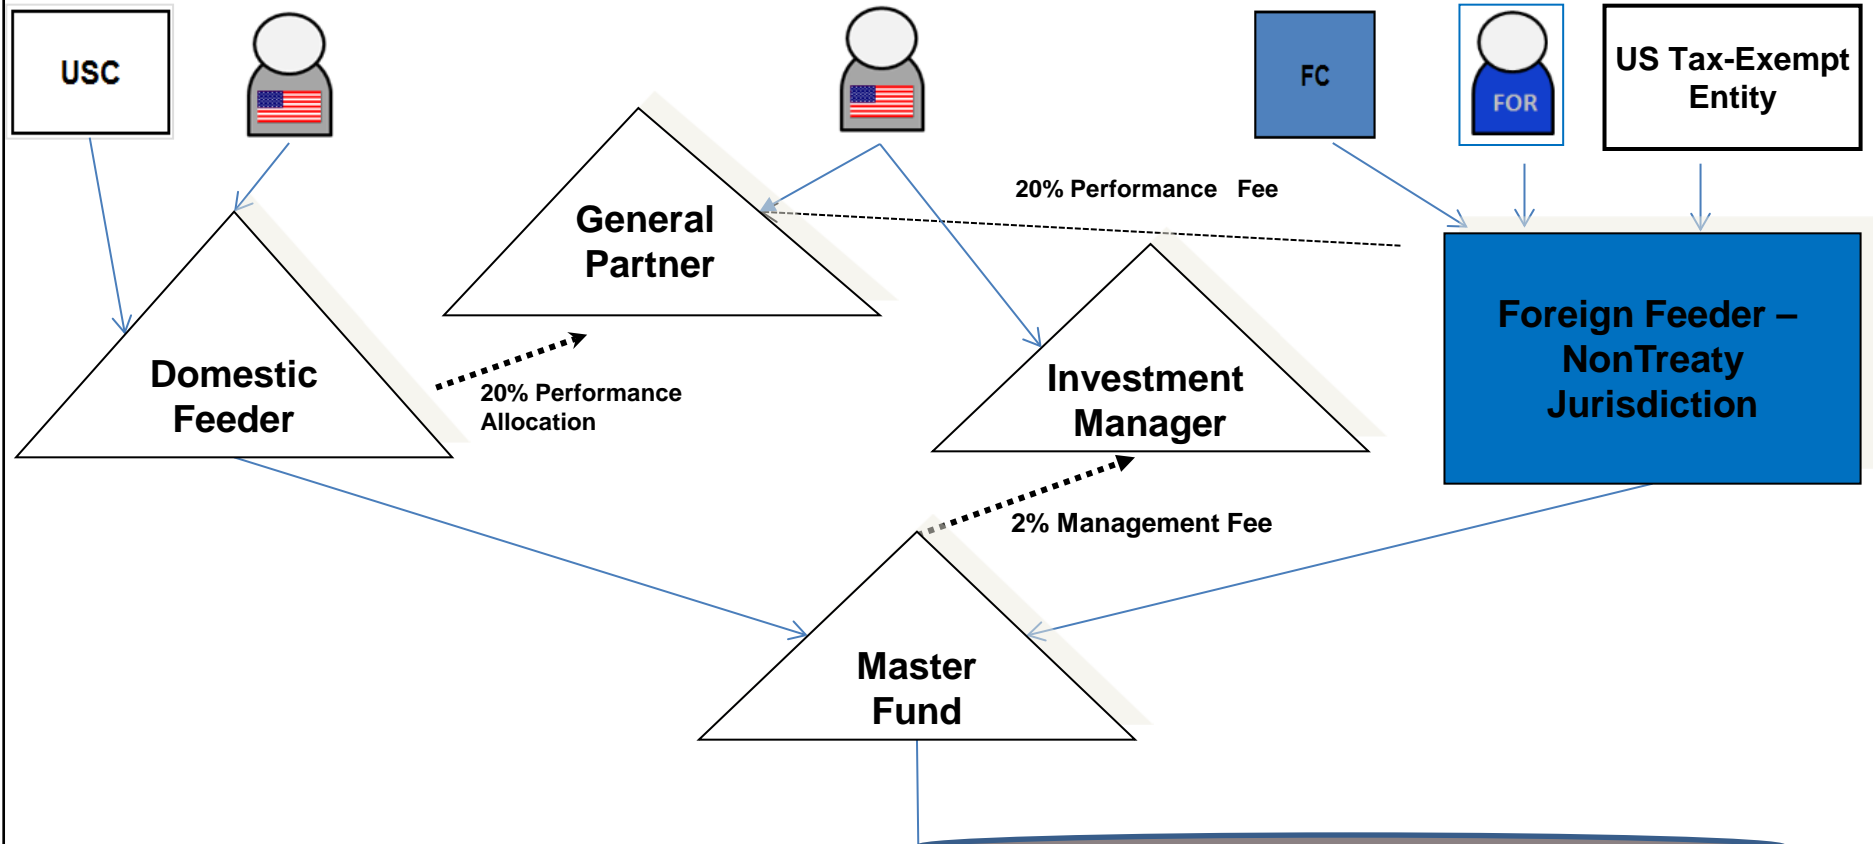 USC
FC
FOR
US Tax-Exempt
Entity
20% Performance Fee
General
Partner
Foreign Feeder –
NonTreaty
Jurisdiction
Domestic
Feeder
20% Performance
Allocation
Investment
Manager
2% Management Fee
Master
Fund